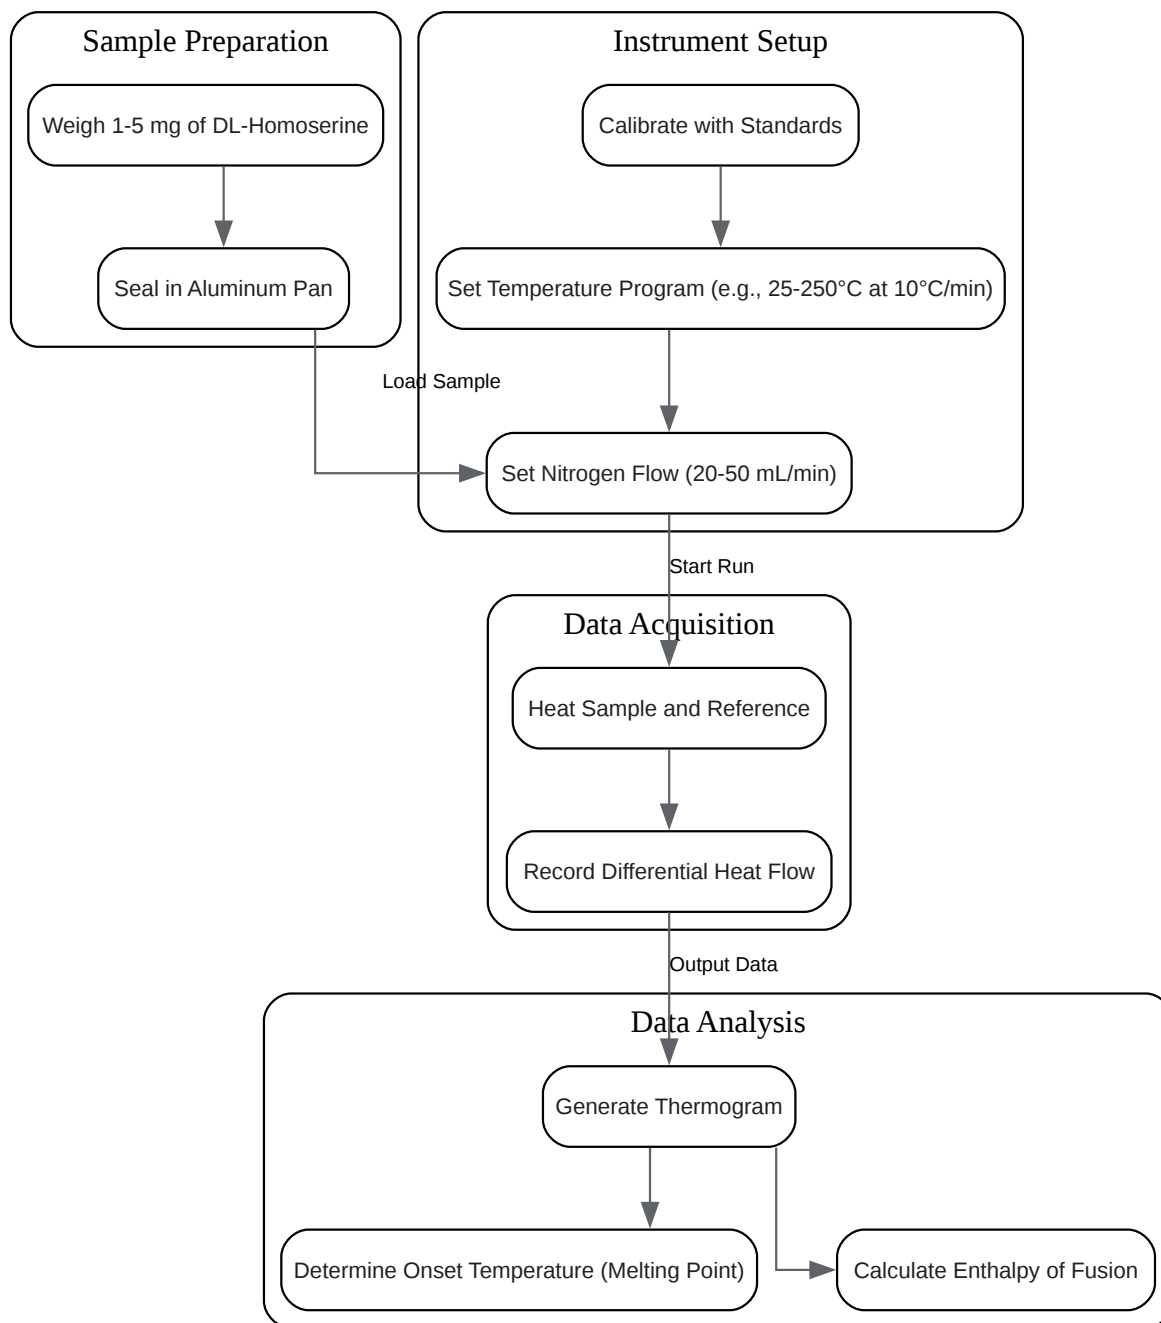 Sample Preparation
Weigh 1-5 mg of DL-Homoserine
Seal in Aluminum Pan
Load Sample
Instrument Setup
Calibrate with Standards
Set Temperature Program (e.g., 25-250°C at 10°C/min)
Set Nitrogen Flow (20-50 mL/min)
Start Run
Data Acquisition
Heat Sample and Reference
Record Differential Heat Flow
Output Data
Data Analysis
Generate Thermogram
Determine Onset Temperature (Melting Point)
Calculate Enthalpy of Fusion